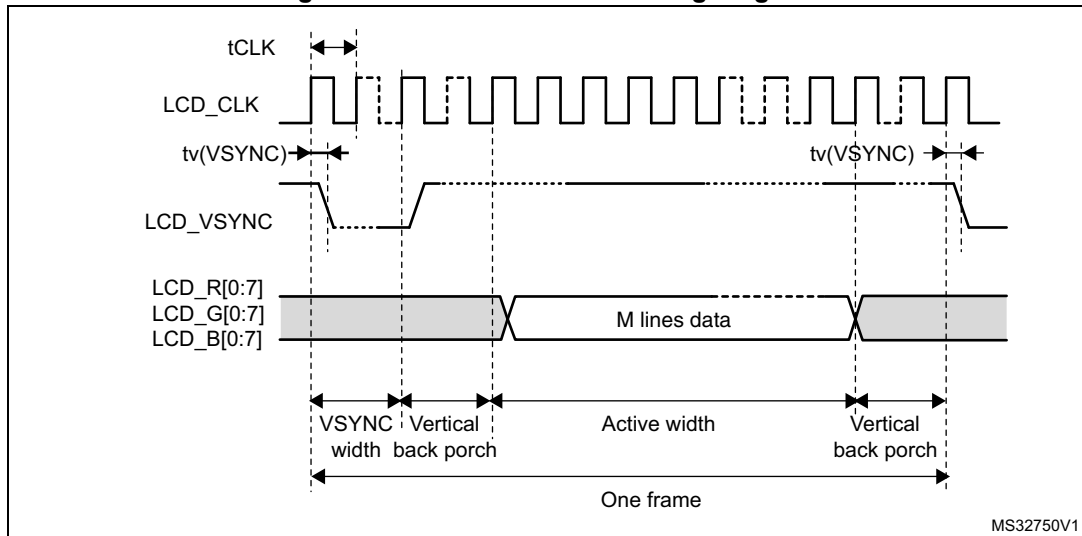 tCLK
LCD_CLK
tv(VSYNC)
tv(VSYNC)
LCD_VSYNC
LCD_R[0:7]
LCD_G[0:7]
LCD_B[0:7]
M lines data
VSYNC width
Vertical back porch
Active width
Vertical back porch
One frame
MS32750V1